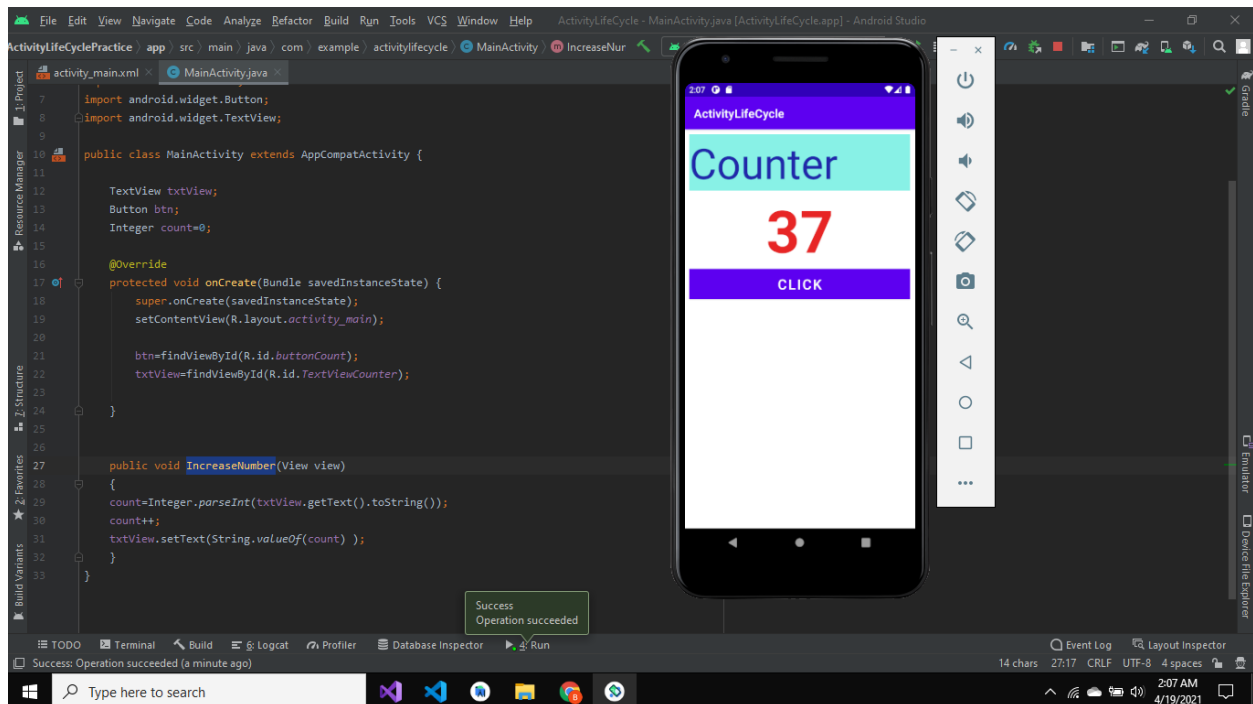 File Edit View Navigate Code Analyze Refactor Build Run Tools VCS Window Help ActivityLifeCycle - MainActivity.java [ActivityLifeCycle.app] - Android Studio
ActivityLifeCyclePractice app src main java com example activitylifecycle MainActivity IncreaseNur
activity_main.xml MainActivity.java
1: Project
Resource Manager
Z: Structure
2: Favorites
Build Variants
7 import android.widget.Button;
8 import android.widget.TextView;
9
10 public class MainActivity extends AppCompatActivity {
11
12 TextView txtView;
13 Button btn;
14 Integer count=0;
15
16 @Override
17 protected void onCreate(Bundle savedInstanceState) {
18 super.onCreate(savedInstanceState);
19 setContentView(R.layout.activity_main);
20
21 btn=findViewById(R.id.buttonCount);
22 txtView=findViewById(R.id.TextViewCounter);
23
24 }
25
26
27 public void IncreaseNumber(View view)
28 {
29 count=Integer.parseInt(txtView.getText().toString());
30 count++;
31 txtView.setText(String.valueOf(count) );
32 }
33 }
2:07
ActivityLifeCycle
Counter
37
CLICK
Gradle
Emulator
Device File Explorer
Success
Operation succeeded
TODO Terminal Build 6: Logcat Profiler Database Inspector 4: Run Event Log Layout Inspector
Success: Operation succeeded (a minute ago) 14 chars 27:17 CRLF UTF-8 4 spaces
Type here to search
2:07 AM
4/19/2021